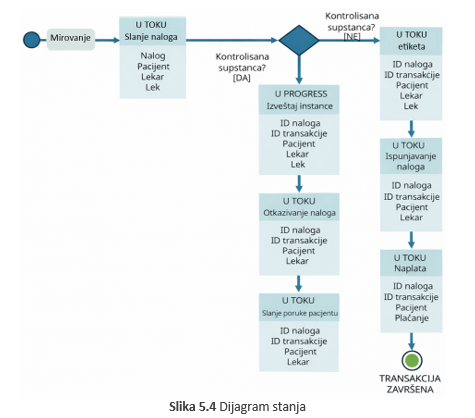 Mirovanje
U TOKU
Slanje naloga
Nalog
Pacijent
Lekar
Lek
Kontrolisana
supstanca?
[DA]
Kontrolisana
supstanca?
[NE]
U PROGRESS
Izveštaj instance
ID naloga
ID transakcije
Pacijent
Lekar
Lek
U TOKU
Otkazivanje naloga
ID naloga
ID transakcije
Pacijent
Lekar
U TOKU
Slanje poruke pacjentu
ID naloga
ID transakcije
Pacijent
Lekar
U TOKU
etiketa
ID naloga
ID transakcije
Pacijent
Lekar
Lek
U TOKU
Ispunjavanje
naloga
ID naloga
ID transakcije
Pacijent
Lekar
U TOKU
Naplata
ID naloga
ID transakcije
Pacijent
Plačanje
TRANSAKCIJA
ZAVRŠENA
Slika 5.4 Dijagram stanja